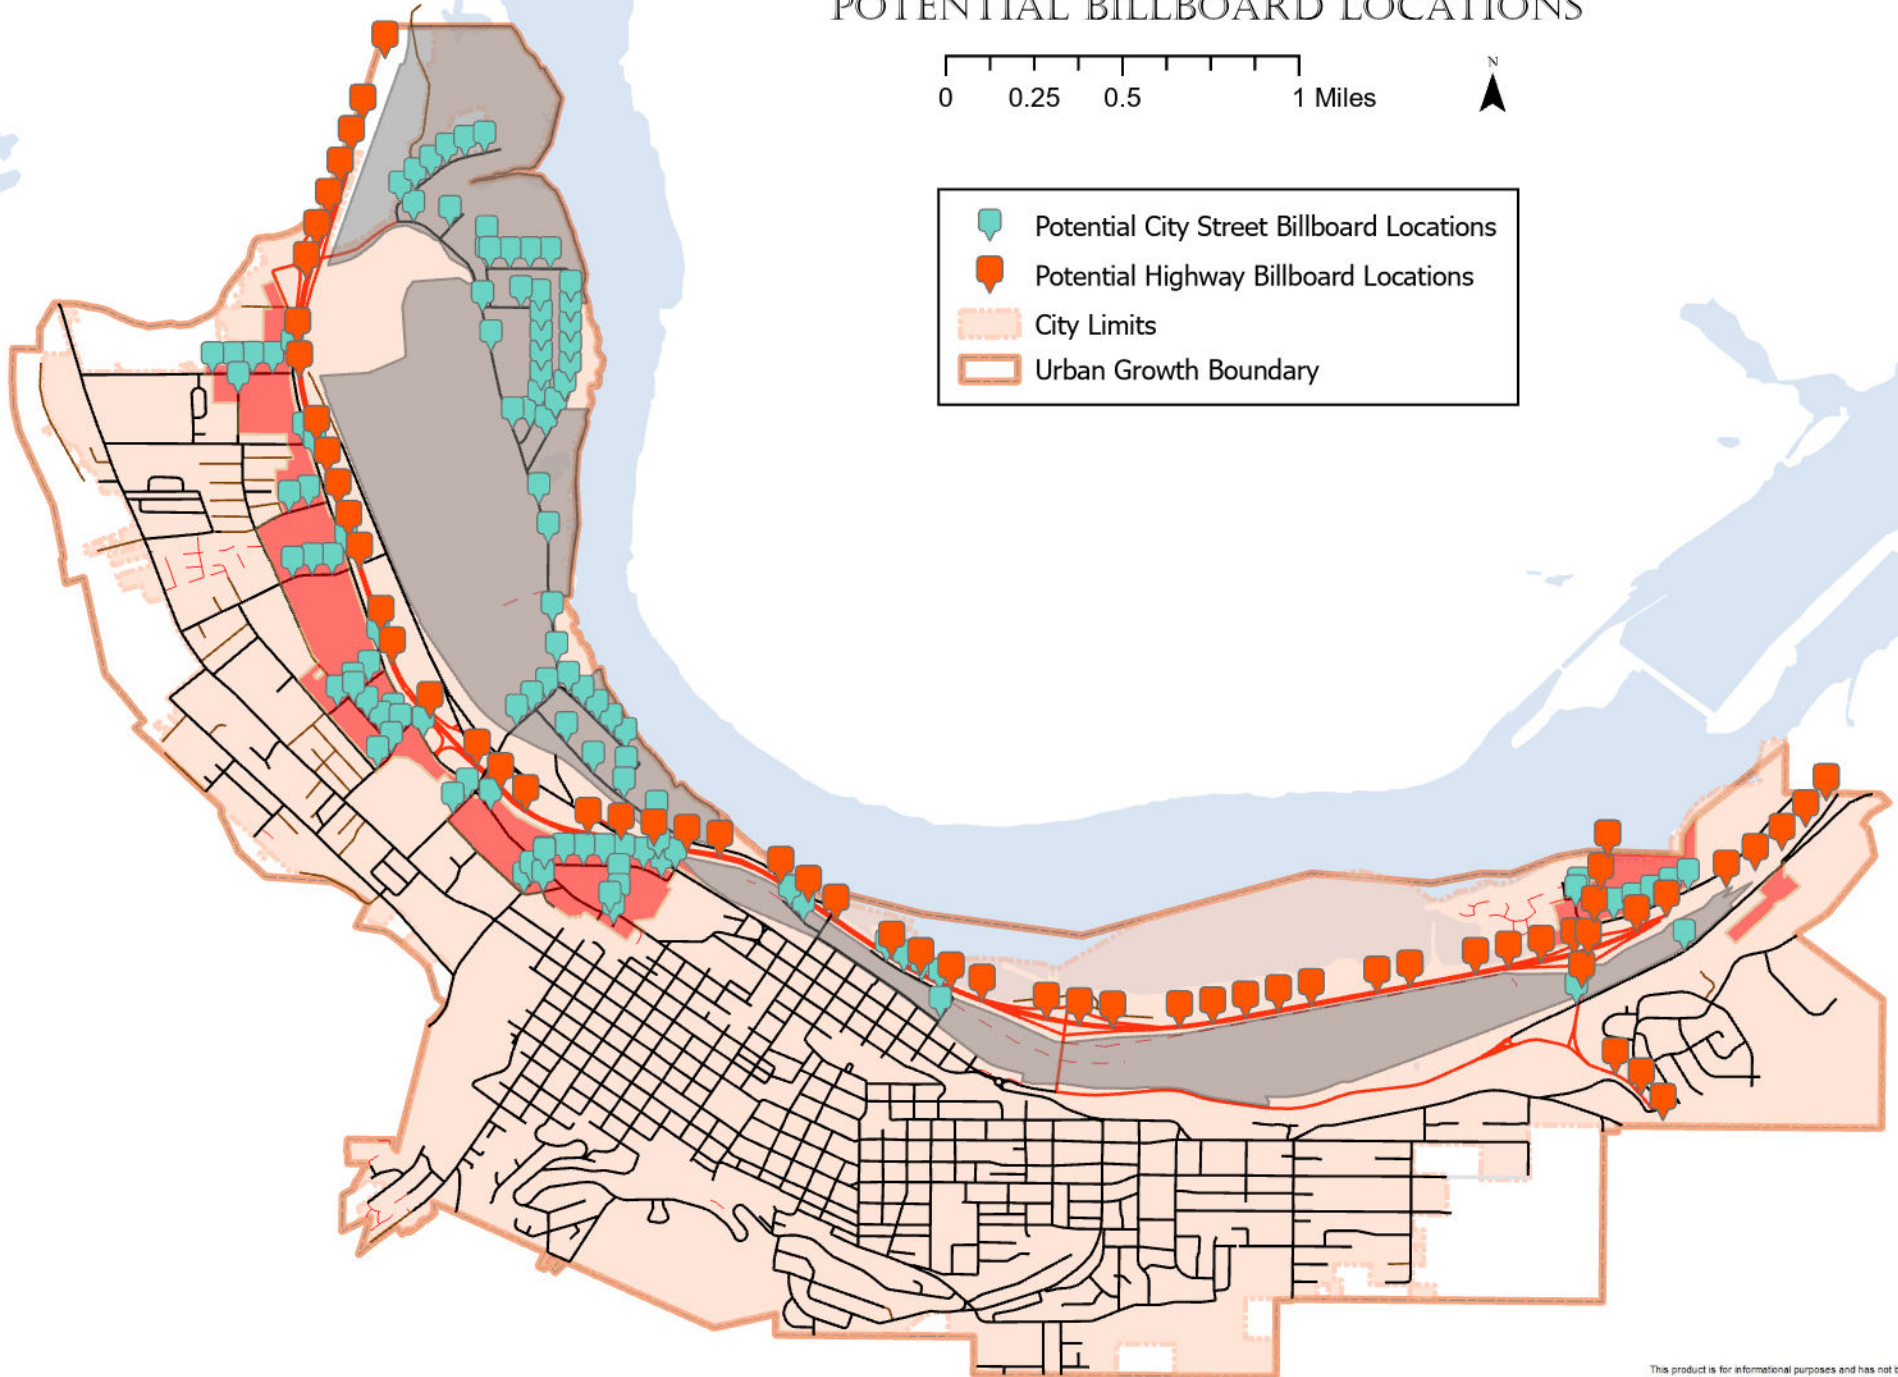 POTENTIAL BILLBOARD LOCATIONS
0 0.25 0.5 1 Miles
N
Potential City Street Billboard Locations
Potential Highway Billboard Locations
City Limits
Urban Growth Boundary
This product is for informational purposes and has not